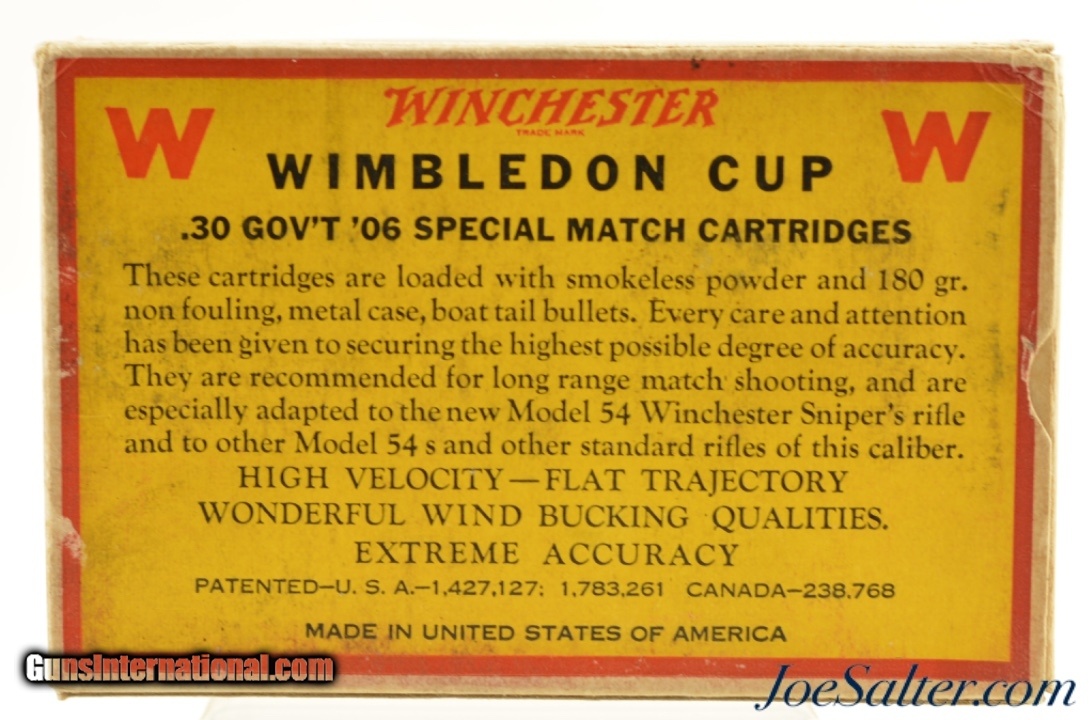 WINCHESTER
TRADE MARK
W W
WIMBLEDON CUP
.30 GOV'T '06 SPECIAL MATCH CARTRIDGES
These cartridges are loaded with smokeless powder and 180 gr.
non fouling, metal case, boat tail bullets. Every care and attention
has been given to securing the highest possible degree of accuracy.
They are recommended for long range match shooting, and are
especially adapted to the new Model 54 Winchester Sniper's rifle
and to other Model 54 s and other standard rifles of this caliber.
HIGH VELOCITY—FLAT TRAJECTORY
WONDERFUL WIND BUCKING QUALITIES.
EXTREME ACCURACY
PATENTED—U. S. A.—1,427,127; 1,783,261 CANADA—238,768
MADE IN UNITED STATES OF AMERICA
GunsInternational.com
JoeSalter.com